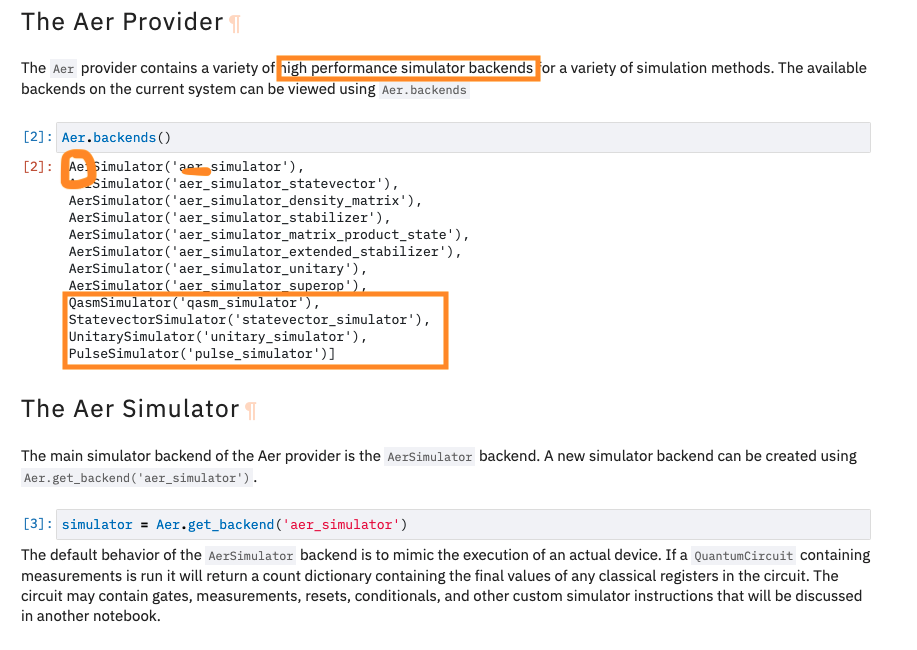 The Aer Provider¶
The Aer provider contains a variety of high performance simulator backends for a variety of simulation methods. The available
backends on the current system can be viewed using Aer.backends
[2]: Aer.backends()
[2]: AerSimulator('aer_simulator'),
AerSimulator('aer_simulator_statevector'),
AerSimulator('aer_simulator_density_matrix'),
AerSimulator('aer_simulator_stabilizer'),
AerSimulator('aer_simulator_matrix_product_state'),
AerSimulator('aer_simulator_extended_stabilizer'),
AerSimulator('aer_simulator_unitary'),
AerSimulator('aer_simulator_superop'),
QasmSimulator('qasm_simulator'),
StatevectorSimulator('statevector_simulator'),
UnitarySimulator('unitary_simulator'),
PulseSimulator('pulse_simulator')]
The Aer Simulator¶
The main simulator backend of the Aer provider is the AerSimulator backend. A new simulator backend can be created using
Aer.get_backend('aer_simulator').
[3]: simulator = Aer.get_backend('aer_simulator')
The default behavior of the AerSimulator backend is to mimic the execution of an actual device. If a QuantumCircuit containing
measurements is run it will return a count dictionary containing the final values of any classical registers in the circuit. The
circuit may contain gates, measurements, resets, conditionals, and other custom simulator instructions that will be discussed
in another notebook.